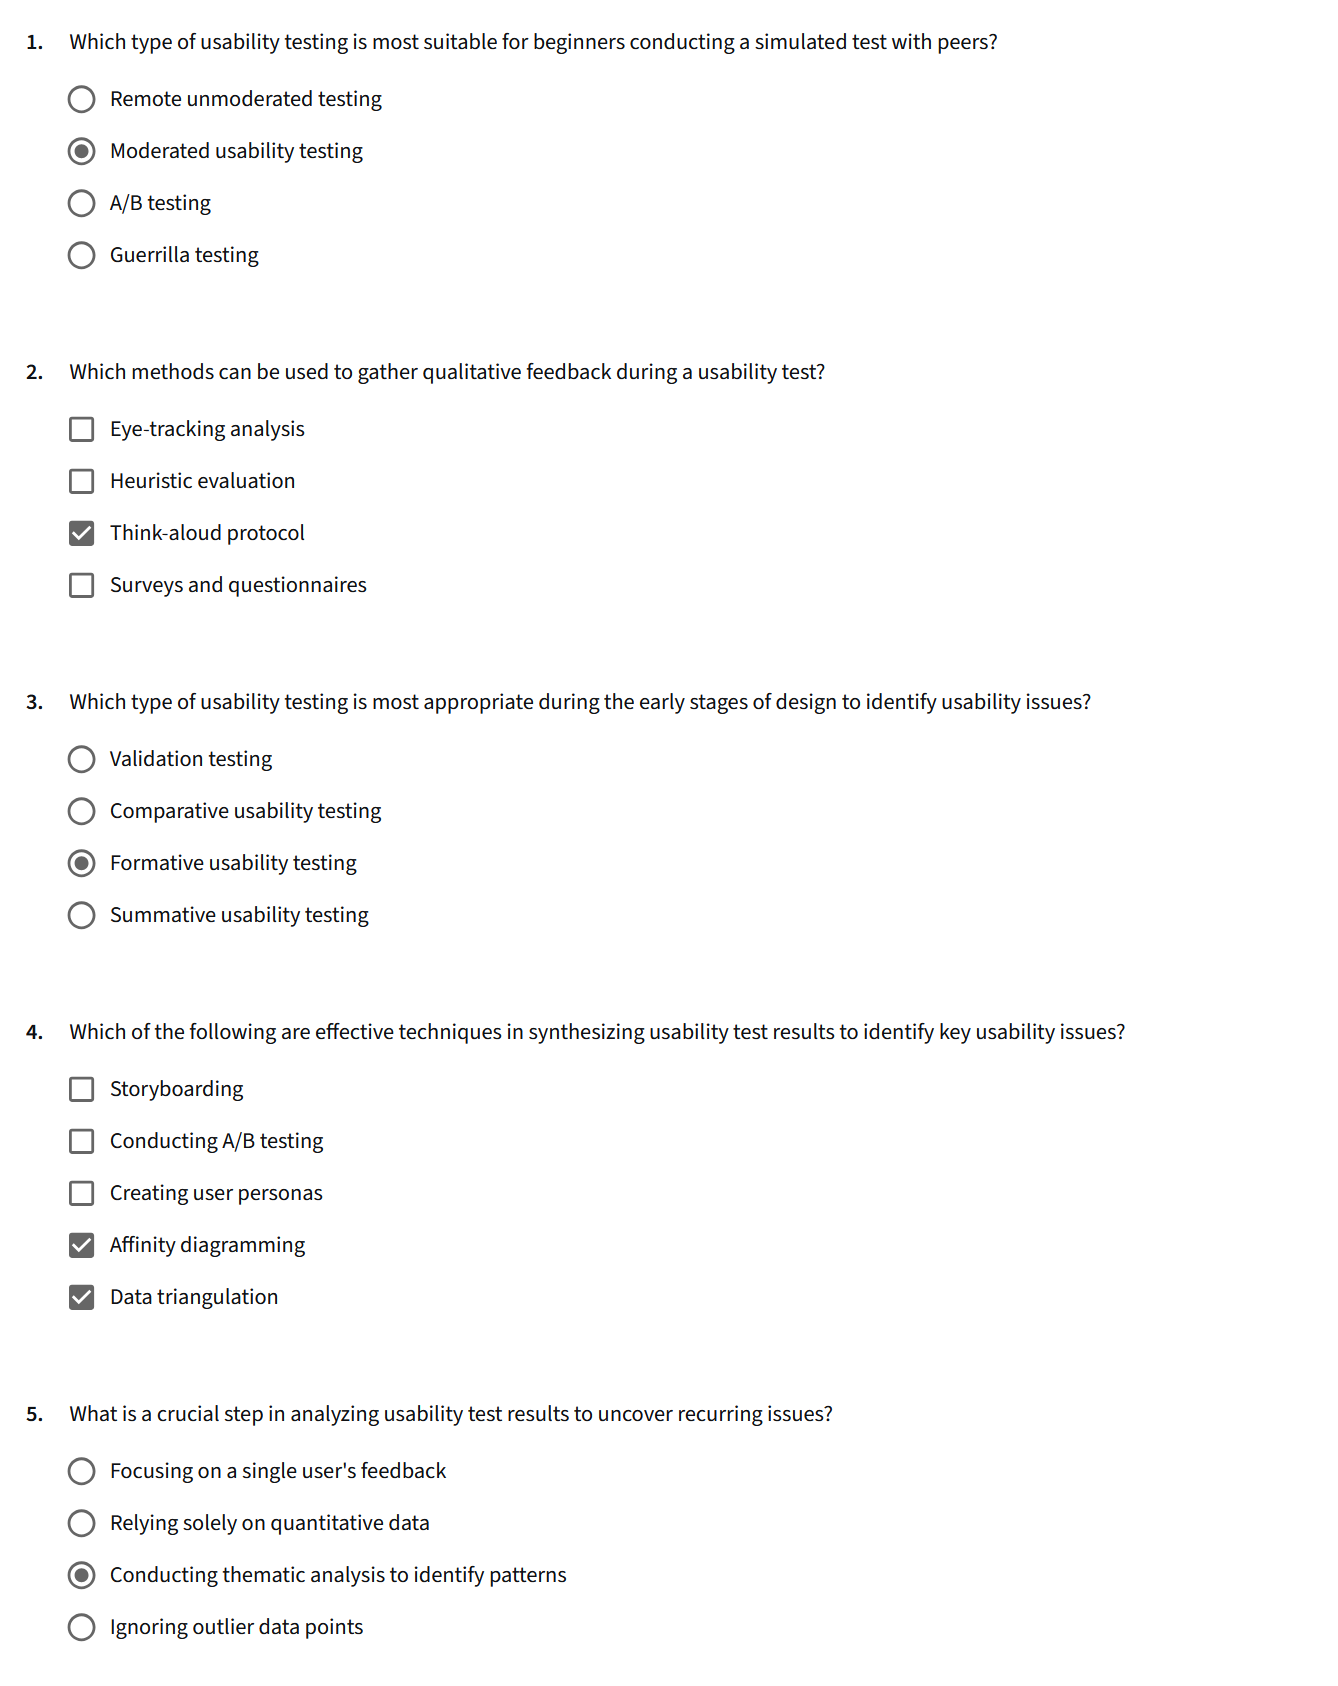 1. Which type of usability testing is most suitable for beginners conducting a simulated test with peers?
Remote unmoderated testing
Moderated usability testing
A/B testing
Guerrilla testing
2. Which methods can be used to gather qualitative feedback during a usability test?
Eye-tracking analysis
Heuristic evaluation
Think-aloud protocol
Surveys and questionnaires
3. Which type of usability testing is most appropriate during the early stages of design to identify usability issues?
Validation testing
Comparative usability testing
Formative usability testing
Summative usability testing
4. Which of the following are effective techniques in synthesizing usability test results to identify key usability issues?
Storyboarding
Conducting A/B testing
Creating user personas
Affinity diagramming
Data triangulation
5. What is a crucial step in analyzing usability test results to uncover recurring issues?
Focusing on a single user's feedback
Relying solely on quantitative data
Conducting thematic analysis to identify patterns
Ignoring outlier data points